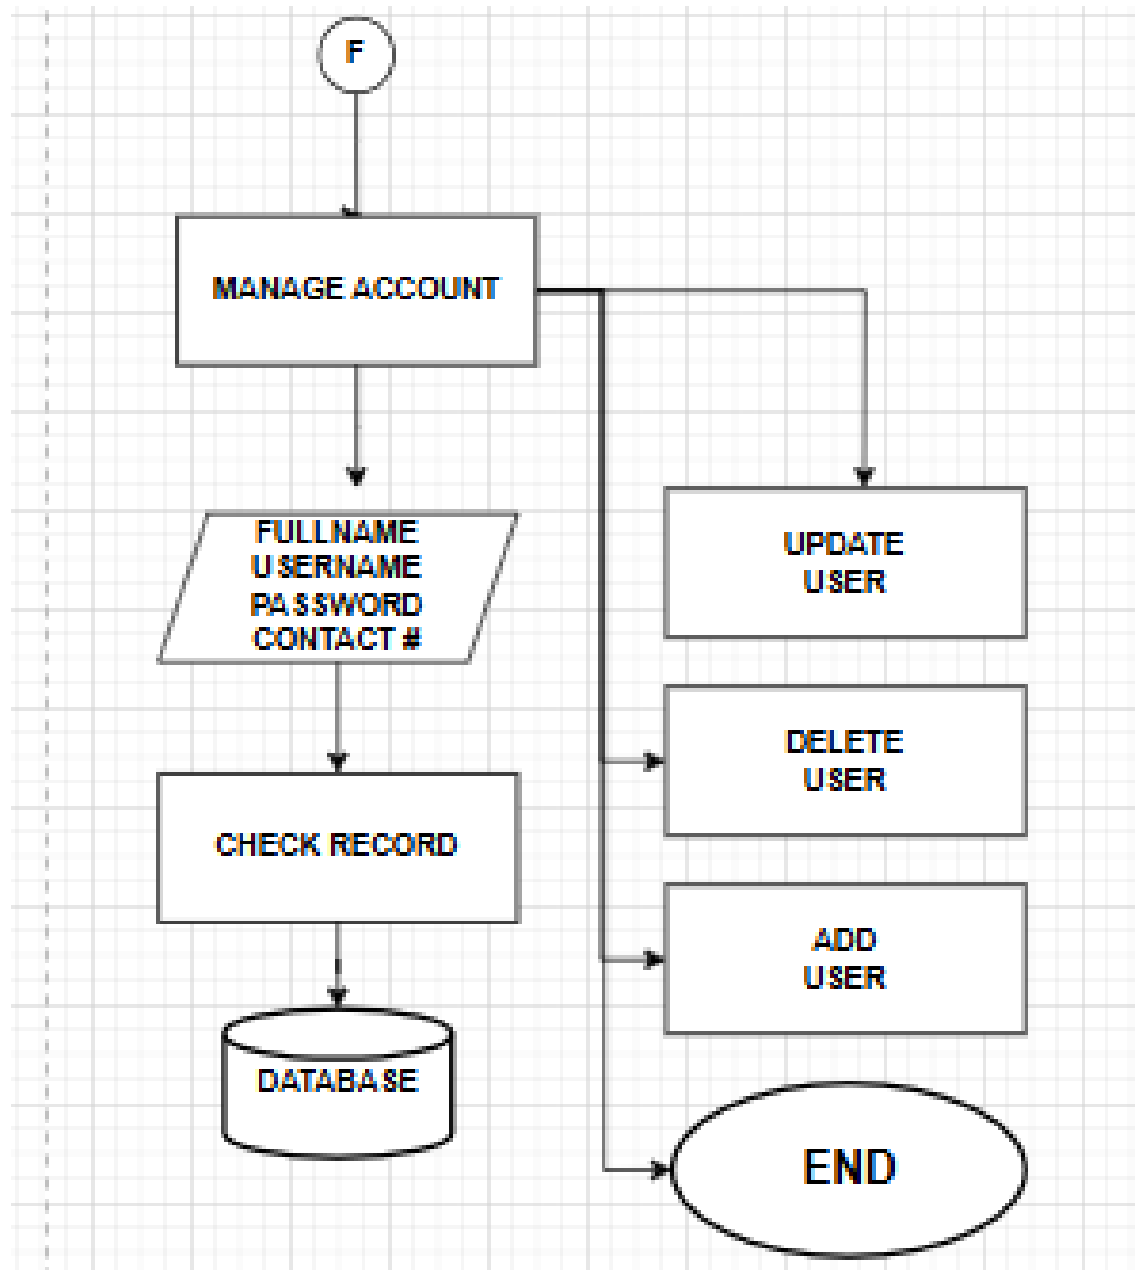 F
MANAGE ACCOUNT
FULLNAME
USERNAME
PASSWORD
CONTACT #
CHECK RECORD
DATABASE
UPDATE
USER
DELETE
USER
ADD
USER
END